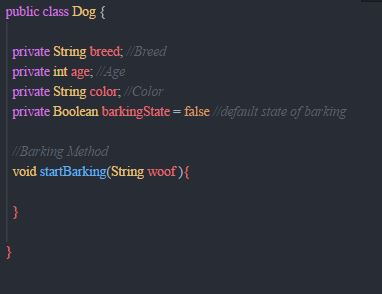 public class Dog {
private String breed; //Breed
private int age; //Age
private String color; //Color
private Boolean barkingState = false //default state of barking
//Barking Method
void startBarking(String woof){
}
}